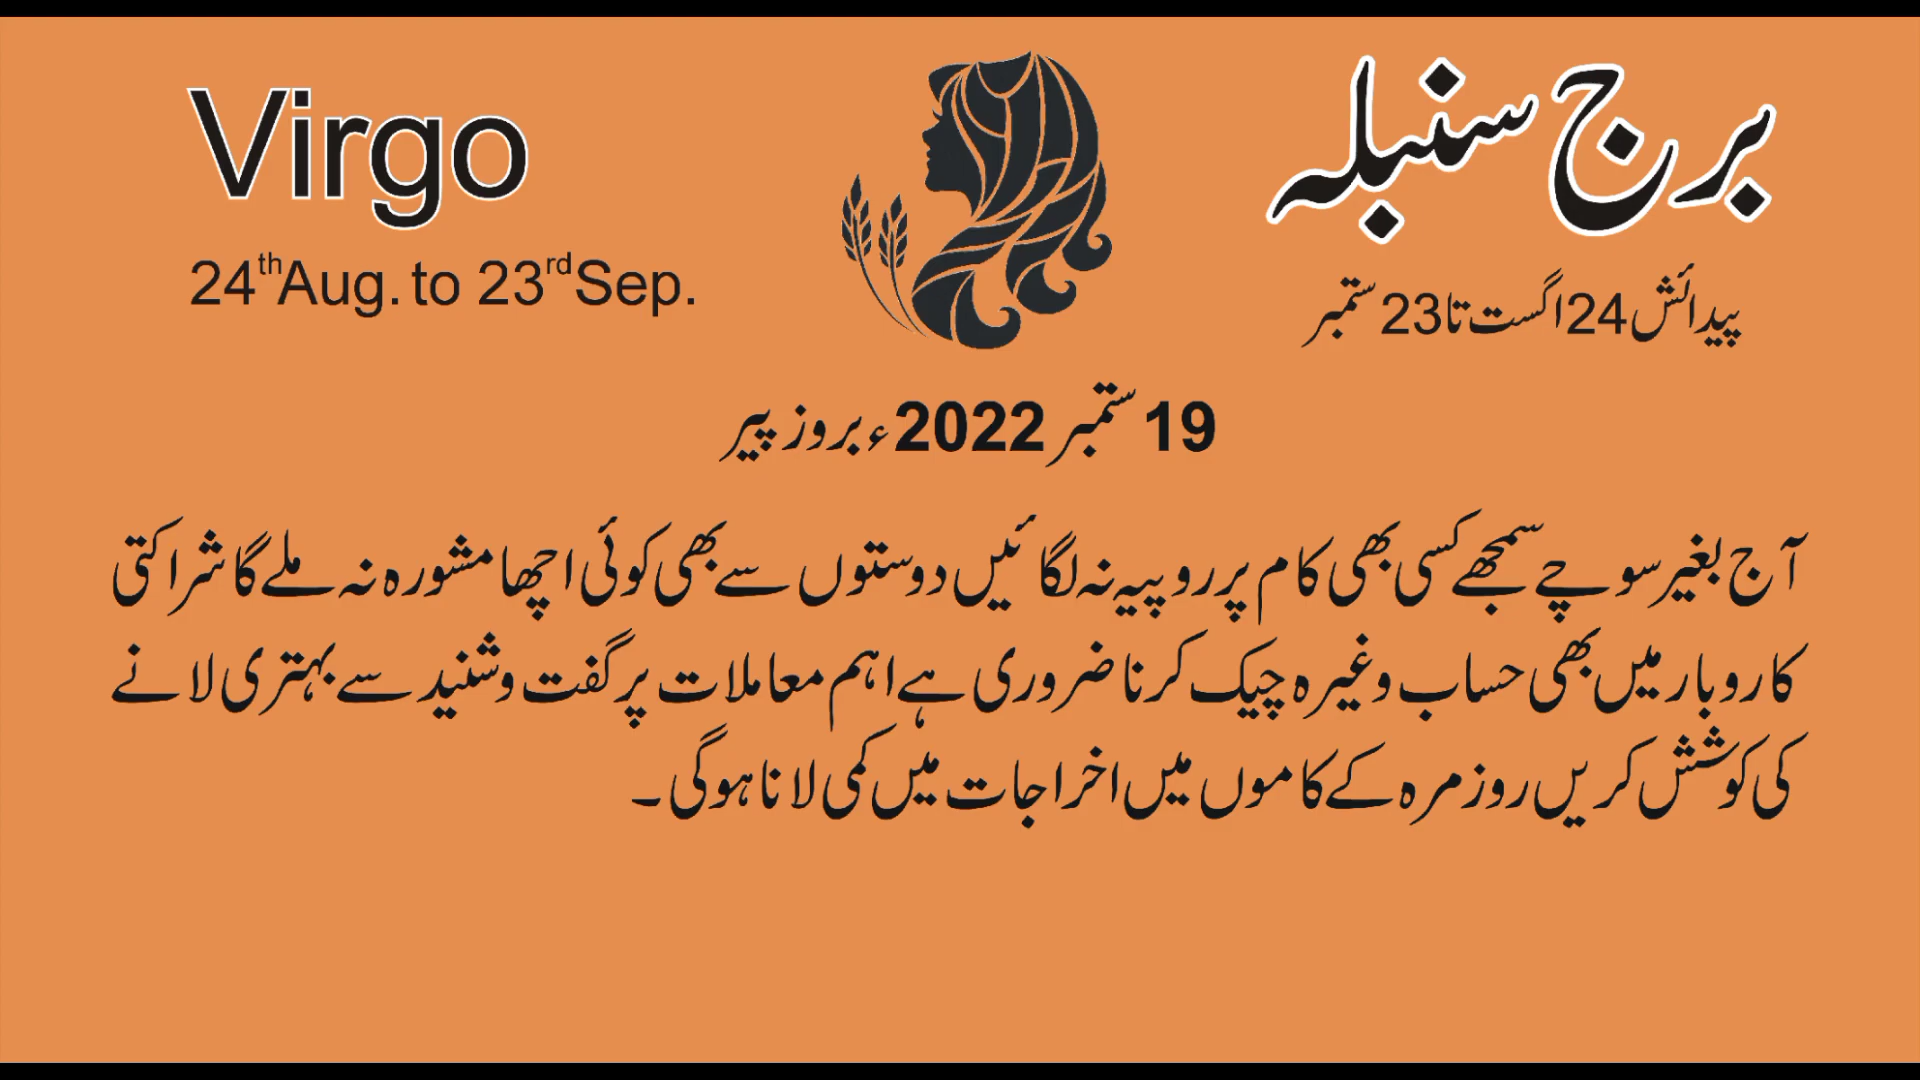 Virgo
برج سنبلہ
24th Aug. to 23rd Sep.
پیدائش 24 اگست تا 23 ستمبر
19 ستمبر 2022ء بروز پیر
آج بغیر سوچے سمجھے کسی بھی کام پر روپیہ نہ لگائیں دوستوں سے بھی کوئی اچھا مشورہ نہ ملے گا شراکتی
کاروبار میں بھی حساب وغیرہ چیک کرنا ضروری ہے اہم معاملات پر گفت و شنید سے بہتری لانے
کی کوشش کریں روزمرہ کے کاموں میں اخراجات میں کمی لانا ہوگی۔